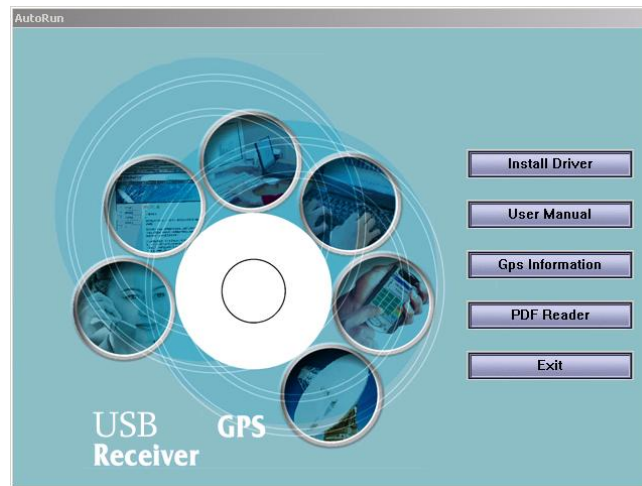 AutoRun
Install Driver
User Manual
Gps Information
PDF Reader
Exit
USB GPS
Receiver